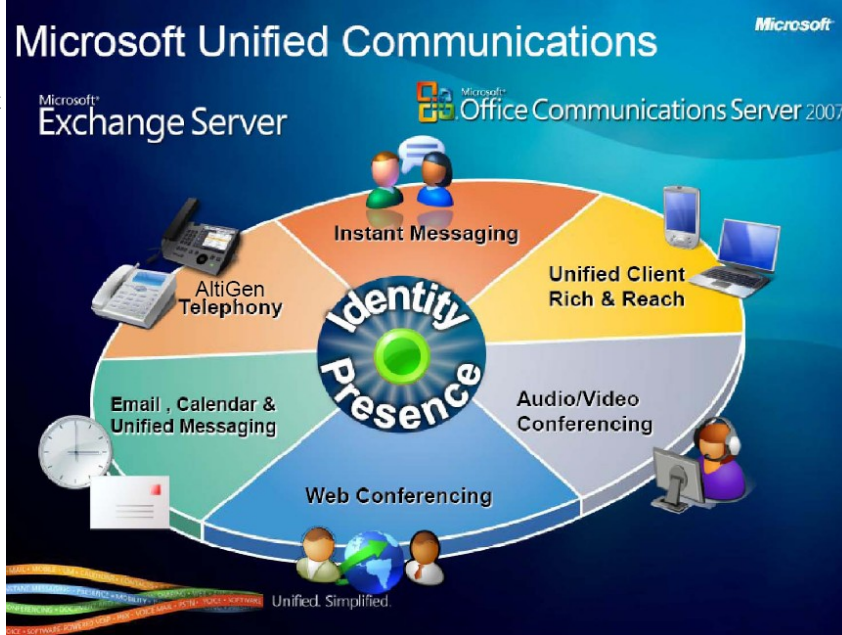 Microsoft
Microsoft Unified Communications
Microsoft®
Exchange Server
Microsoft®
Office Communications Server 2007
Instant Messaging
AltiGen
Telephony
Unified Client
Rich & Reach
Identity
Presence
Email , Calendar &
Unified Messaging
Audio/Video
Conferencing
Web Conferencing
Unified. Simplified.